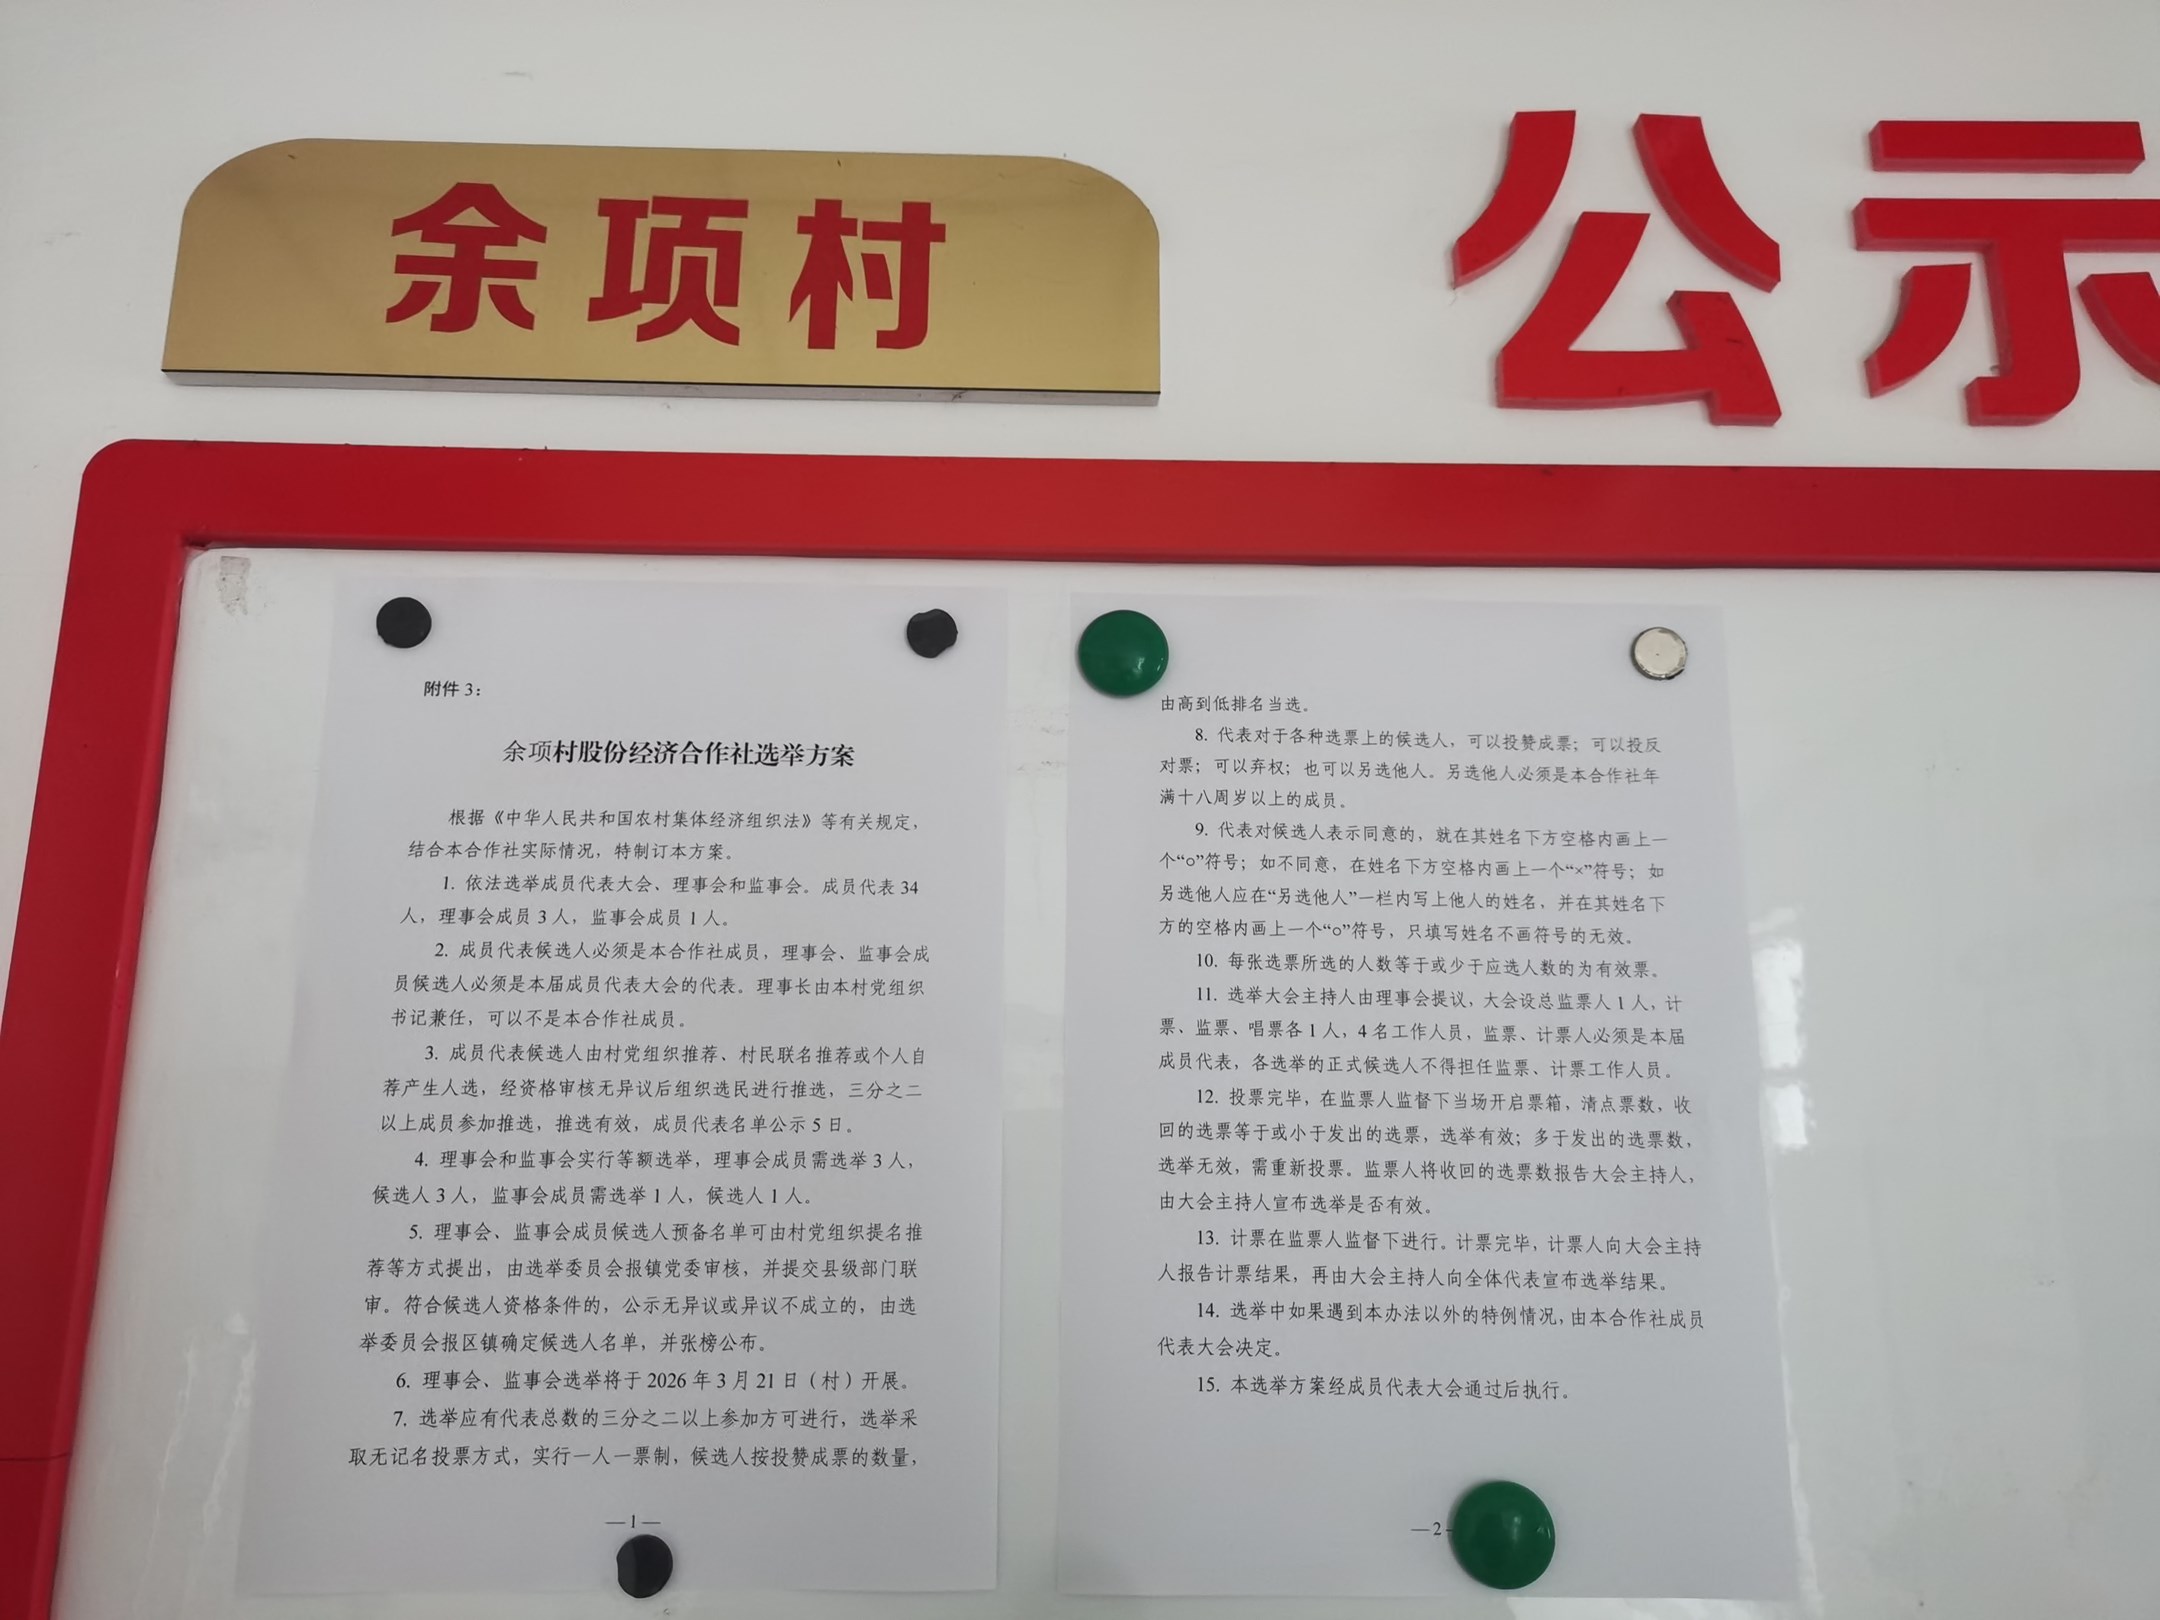 余项村
公示
附件 3：
余项村股份经济合作社选举方案
根据《中华人民共和国农村集体经济组织法》等有关规定，
结合本合作社实际情况，特制订本方案。
1. 依法选举成员代表大会、理事会和监事会。成员代表 34
人，理事会成员 3 人，监事会成员 1 人。
2. 成员代表候选人必须是本合作社成员，理事会、监事会成
员候选人必须是本届成员代表大会的代表。理事长由本村党组织
书记兼任，可以不是本合作社成员。
3. 成员代表候选人由村党组织推荐、村民联名推荐或个人自
荐产生人选，经资格审核无异议后组织选民进行推选，三分之二
以上成员参加推选，推选有效，成员代表名单公示 5 日。
4. 理事会和监事会实行等额选举，理事会成员需选举 3 人，
候选人 3 人，监事会成员需选举 1 人，候选人 1 人。
5. 理事会、监事会成员候选人预备名单可由村党组织提名推
荐等方式提出，由选举委员会报镇党委审核，并提交县级部门联
审。符合候选人资格条件的，公示无异议或异议不成立的，由选
举委员会报区镇确定候选人名单，并张榜公布。
6. 理事会、监事会选举将于 2026 年 3 月 21 日（村）开展。
7. 选举应有代表总数的三分之二以上参加方可进行，选举采
取无记名投票方式，实行一人一票制，候选人按投赞成票的数量，
—1—
由高到低排名当选。
8. 代表对于各种选票上的候选人，可以投赞成票；可以投反
对票；可以弃权；也可以另选他人。另选他人必须是本合作社年
满十八周岁以上的成员。
9. 代表对候选人表示同意的，就在其姓名下方空格内画上一
个“○”符号；如不同意，在姓名下方空格内画上一个“×”符号；如
另选他人应在“另选他人”一栏内写上他人的姓名，并在其姓名下
方的空格内画上一个“○”符号，只填写姓名不画符号的无效。
10. 每张选票所选的人数等于或少于应选人数的为有效票。
11. 选举大会主持人由理事会提议，大会设总监票人 1 人，计
票、监票、唱票各 1 人，4 名工作人员，监票、计票人必须是本届
成员代表，各选举的正式候选人不得担任监票、计票工作人员。
12. 投票完毕，在监票人监督下当场开启票箱，清点票数，收
回的选票等于或小于发出的选票，选举有效；多于发出的选票数，
选举无效，需重新投票。监票人将收回的选票数报告大会主持人，
由大会主持人宣布选举是否有效。
13. 计票在监票人监督下进行。计票完毕，计票人向大会主持
人报告计票结果，再由大会主持人向全体代表宣布选举结果。
14. 选举中如果遇到本办法以外的特例情况，由本合作社成员
代表大会决定。
15. 本选举方案经成员代表大会通过后执行。
—2